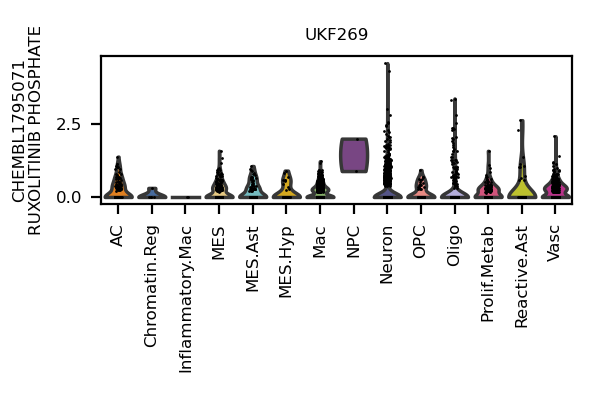 UKF269
CHEMBL1795071
RUXOLITINIB PHOSPHATE
2.5
0.0
AC
Chromatin.Reg
Inflammatory.Mac
MES
MES.Ast
MES.Hyp
Mac
NPC
Neuron
OPC
Oligo
Prolif.Metab
Reactive.Ast
Vasc